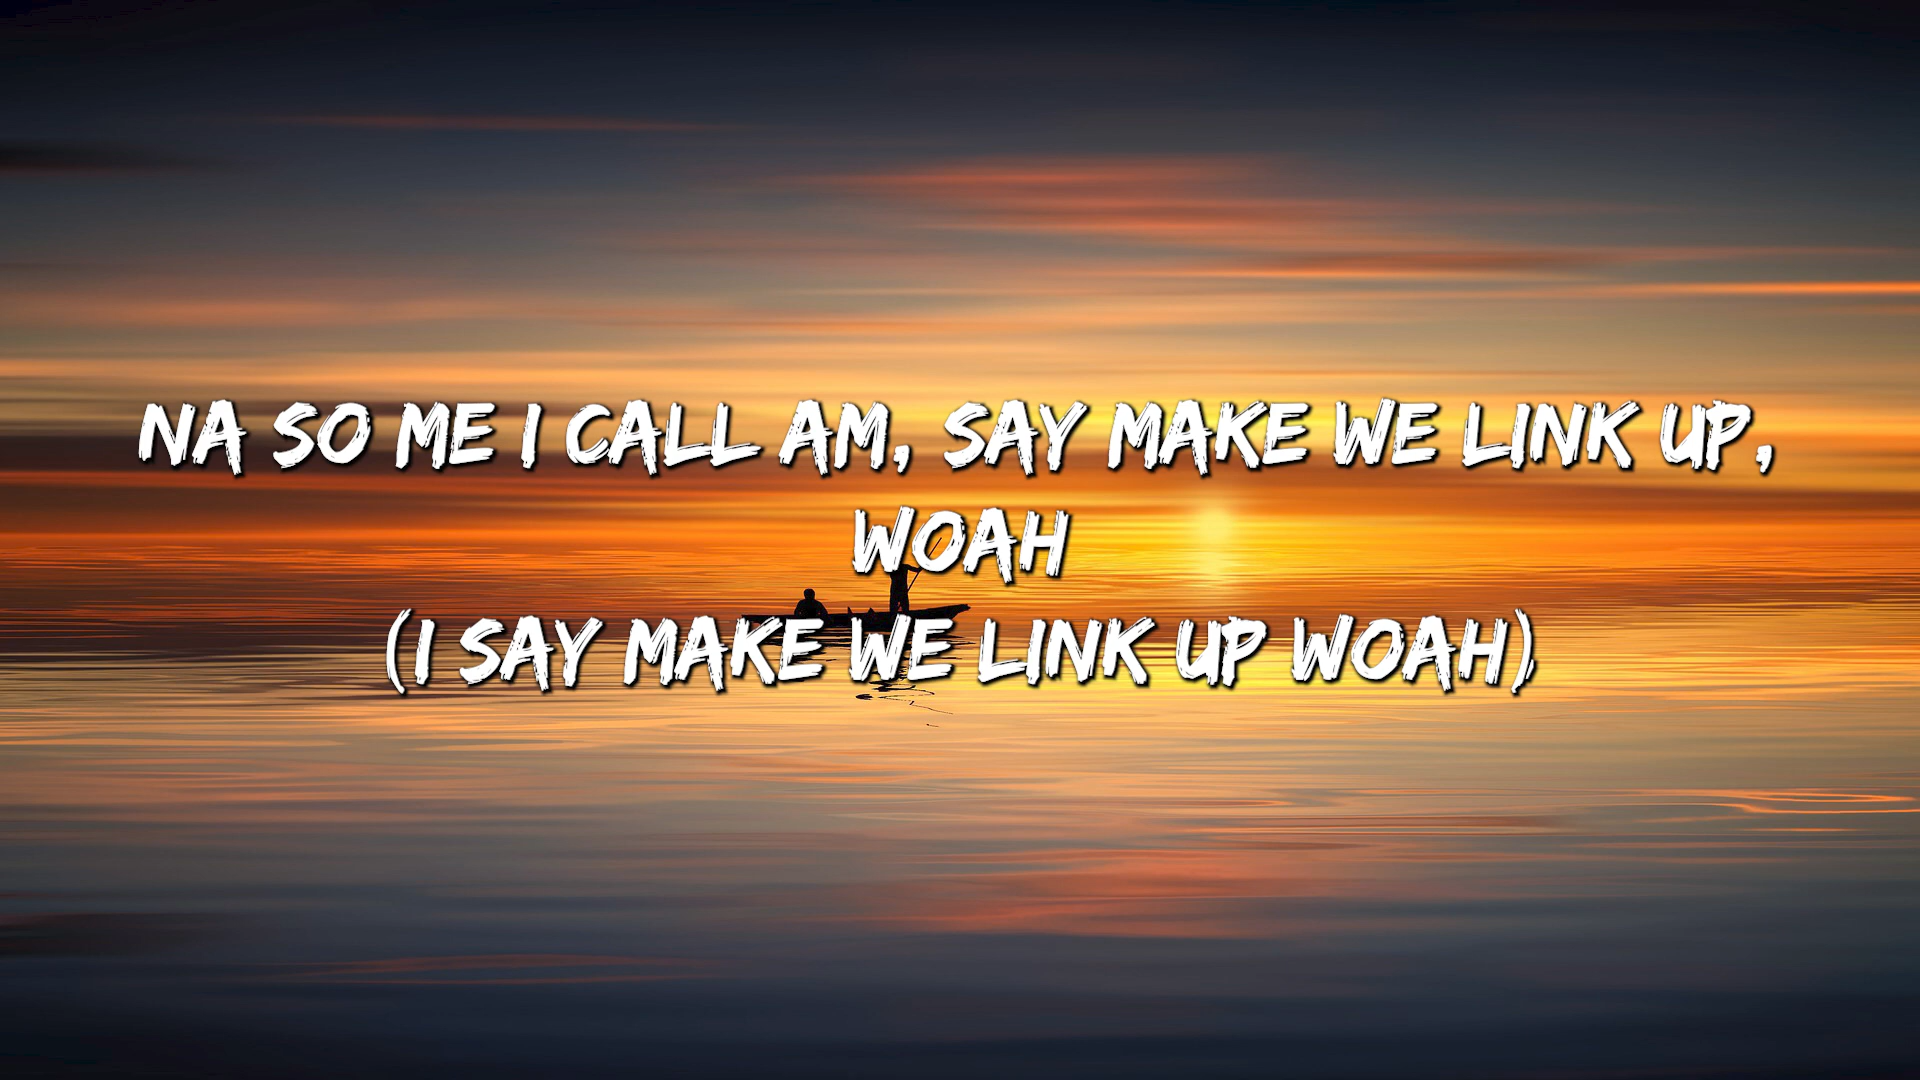 NA SO ME I CALL AM, SAY MAKE WE LINK UP,
WOAH
(I SAY MAKE WE LINK UP WOAH)